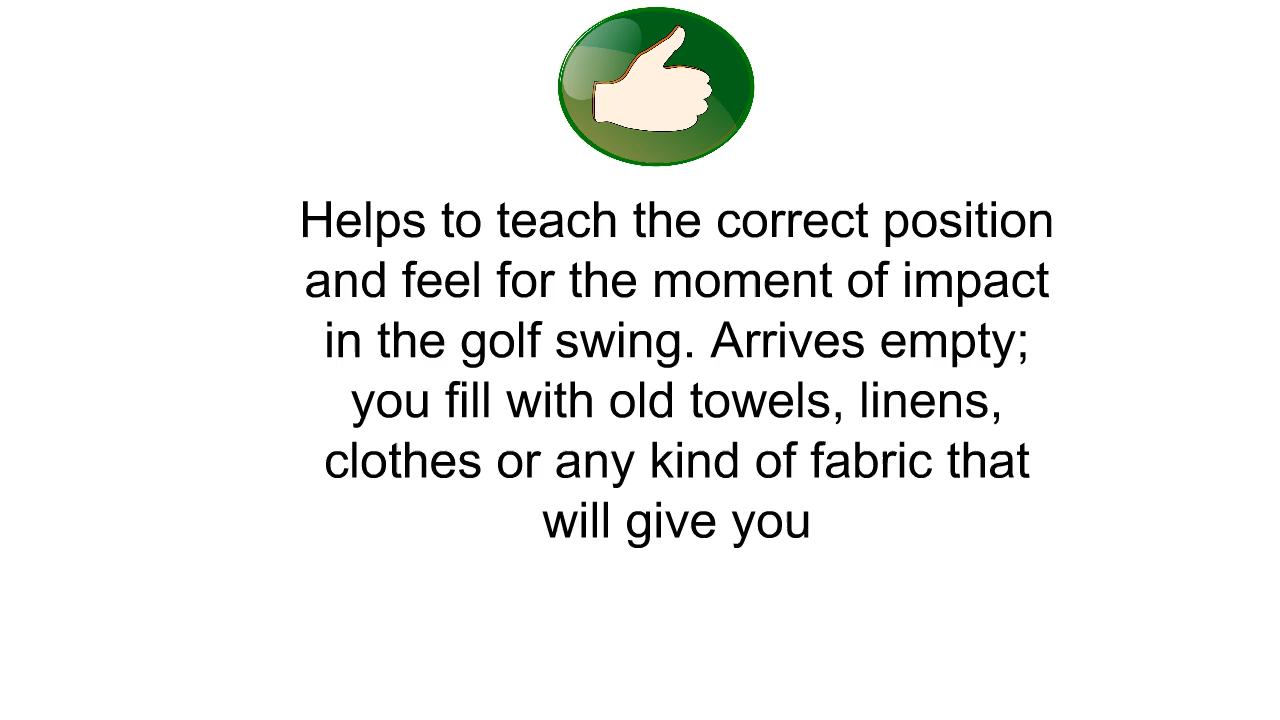 Helps to teach the correct position
and feel for the moment of impact
in the golf swing. Arrives empty;
you fill with old towels, linens,
clothes or any kind of fabric that
will give you